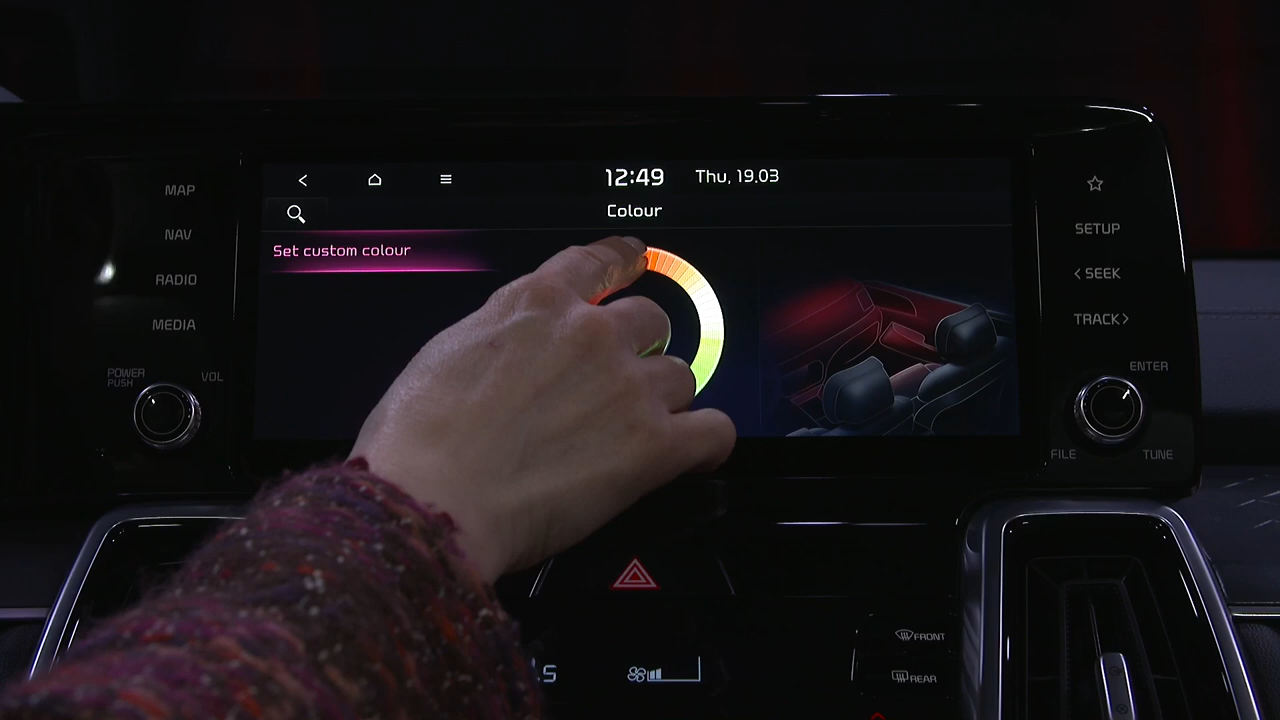 12:49 Thu, 19.03
Colour
Set custom colour
MAP
NAV
RADIO
MEDIA
POWER
PUSH
VOL
SETUP
< SEEK
TRACK >
ENTER
FILE
TUNE
FRONT
REAR
.5